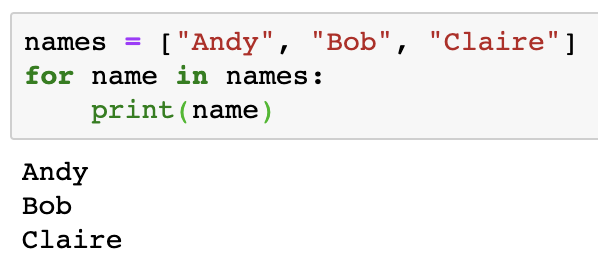 names = ["Andy", "Bob", "Claire"]
for name in names:
    print(name)
Andy
Bob
Claire